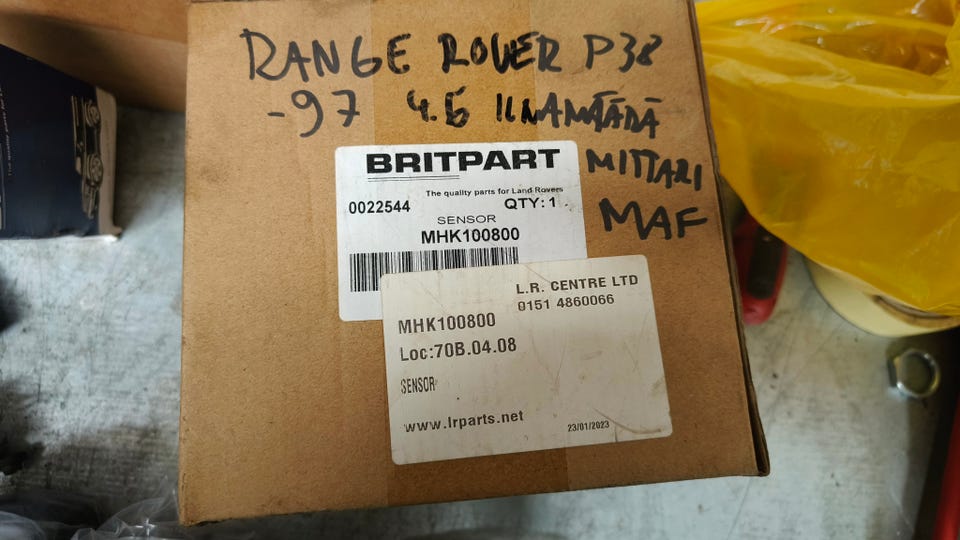 RANGE ROVER P38
-97 4.6 ILMAMÄÄRÄ
MITTARI
MAF
BRITPART
The quality parts for Land Rovers
0022544 QTY: 1
SENSOR
MHK100800
L.R. CENTRE LTD
0151 4860066
MHK100800
Loc:70B.04.08
SENSOR
www.lrparts.net
23/01/2023